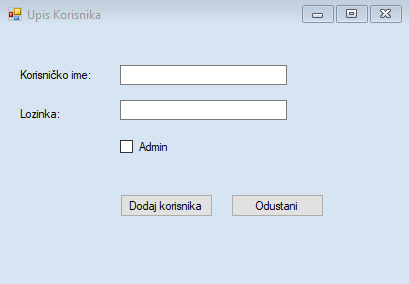 Upis Korisnika
Korisničko ime:
Lozinka:
Admin
Dodaj korisnika Odustani